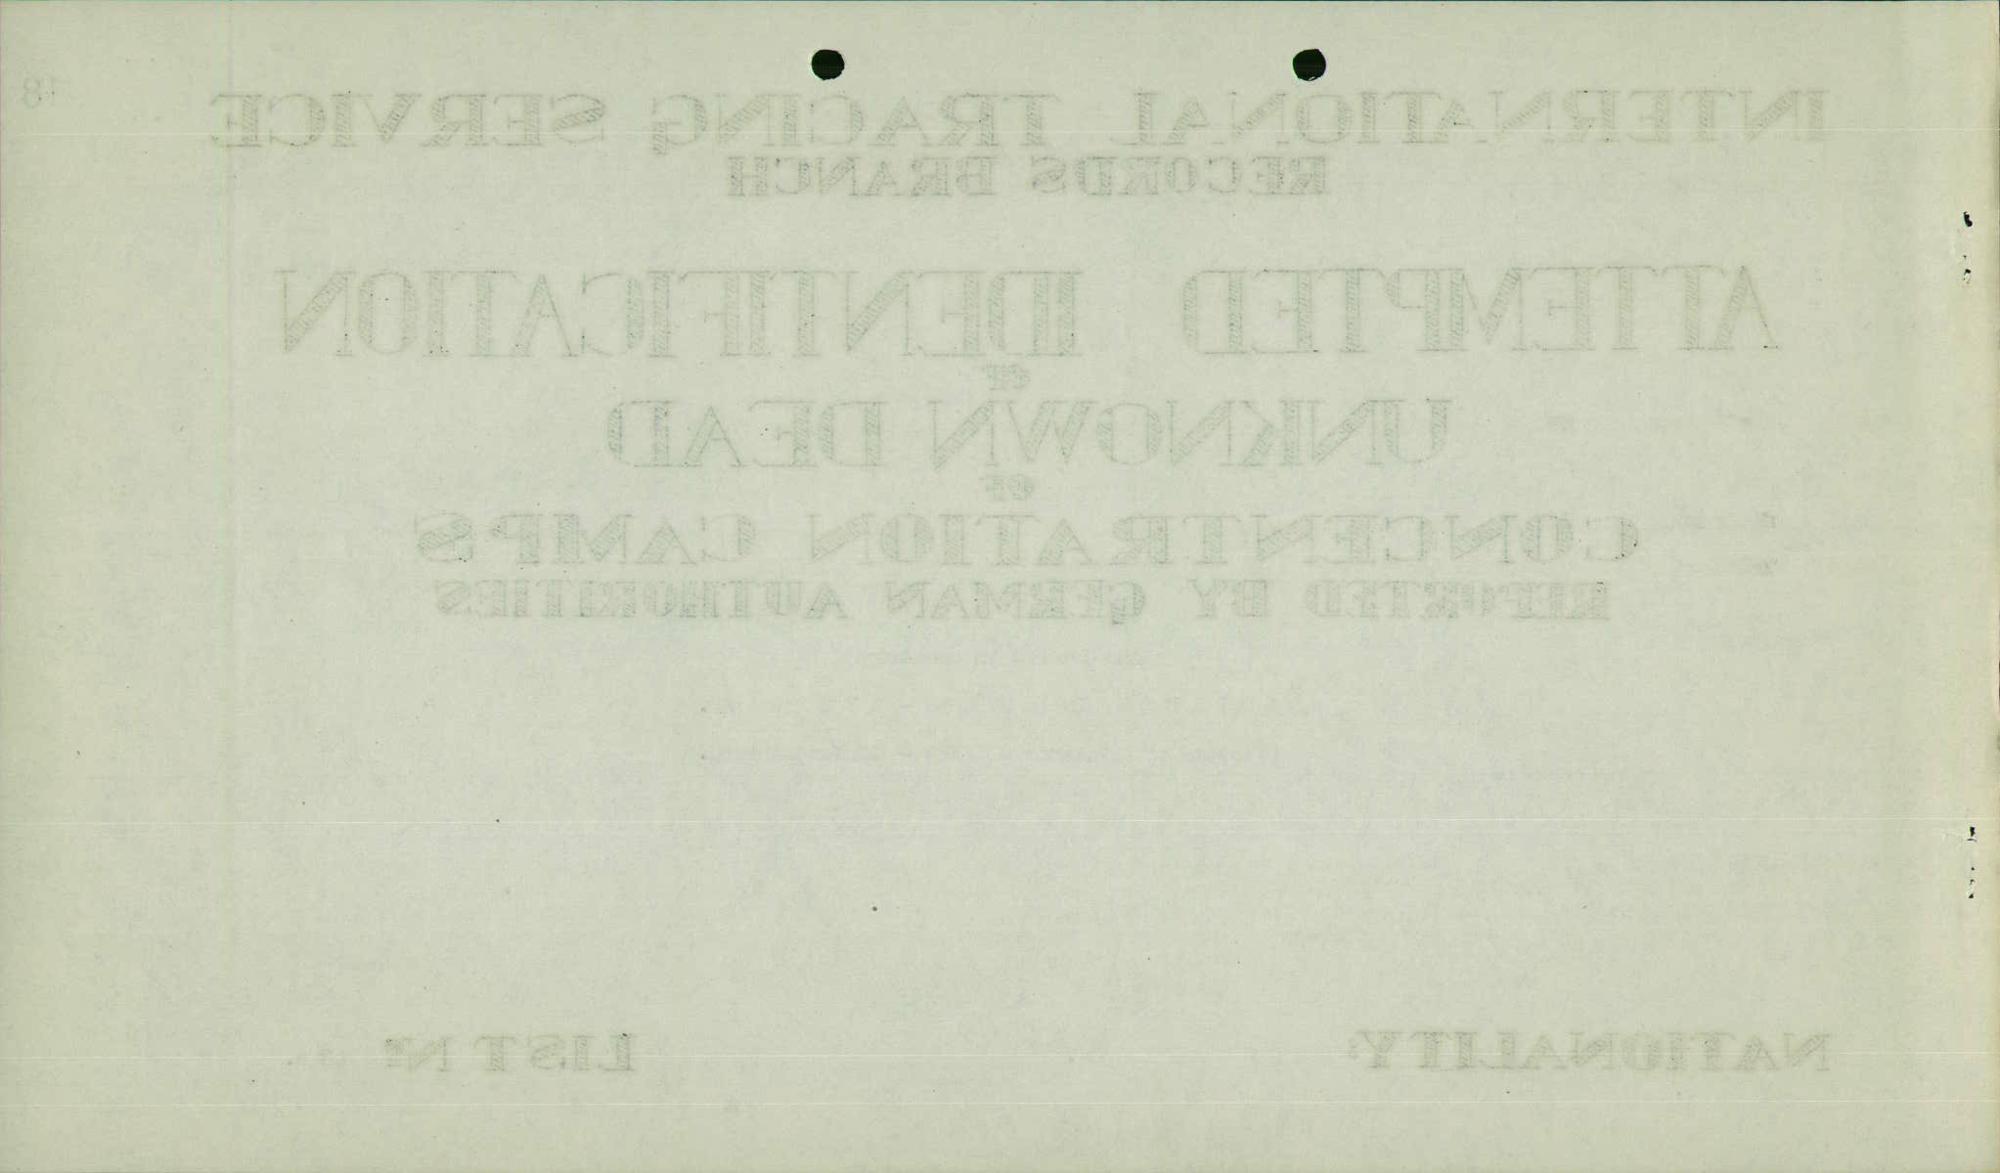 INTERNATIONAL TRACING SERVICE
RECORDS BRANCH
ATTEMPTED IDENTIFICATION
OF
UNKNOWN DEAD
OF
CONCENTRATION CAMPS
REPORTED BY GERMAN AUTHORITIES
NATIONALITY: LIST Nº